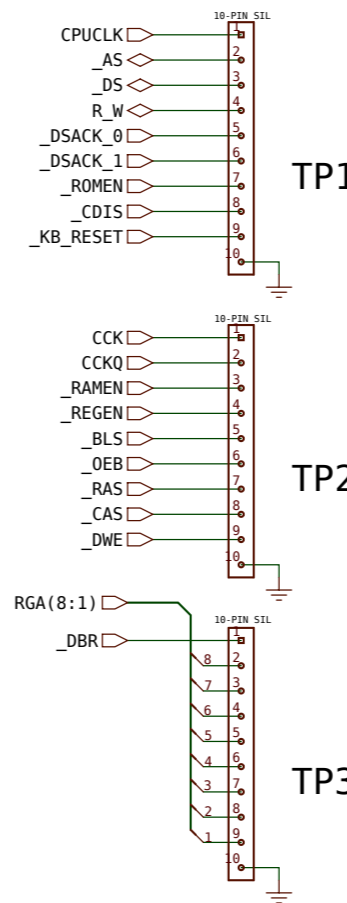 10-PIN SIL
CPUCLK 1
_AS 2
_DS 3
R_W 4
_DSACK_0 5
_DSACK_1 6
_ROMEN 7
_CDIS 8
_KB_RESET 9
10
TP1
10-PIN SIL
CCK 1
CCKQ 2
_RAMEN 3
_REGEN 4
_BLS 5
_OEB 6
_RAS 7
_CAS 8
_DWE 9
10
TP2
RGA(8:1)
10-PIN SIL
_DBR 1
8 2
7 3
6 4
5 5
4 6
3 7
2 8
1 9
10
TP3